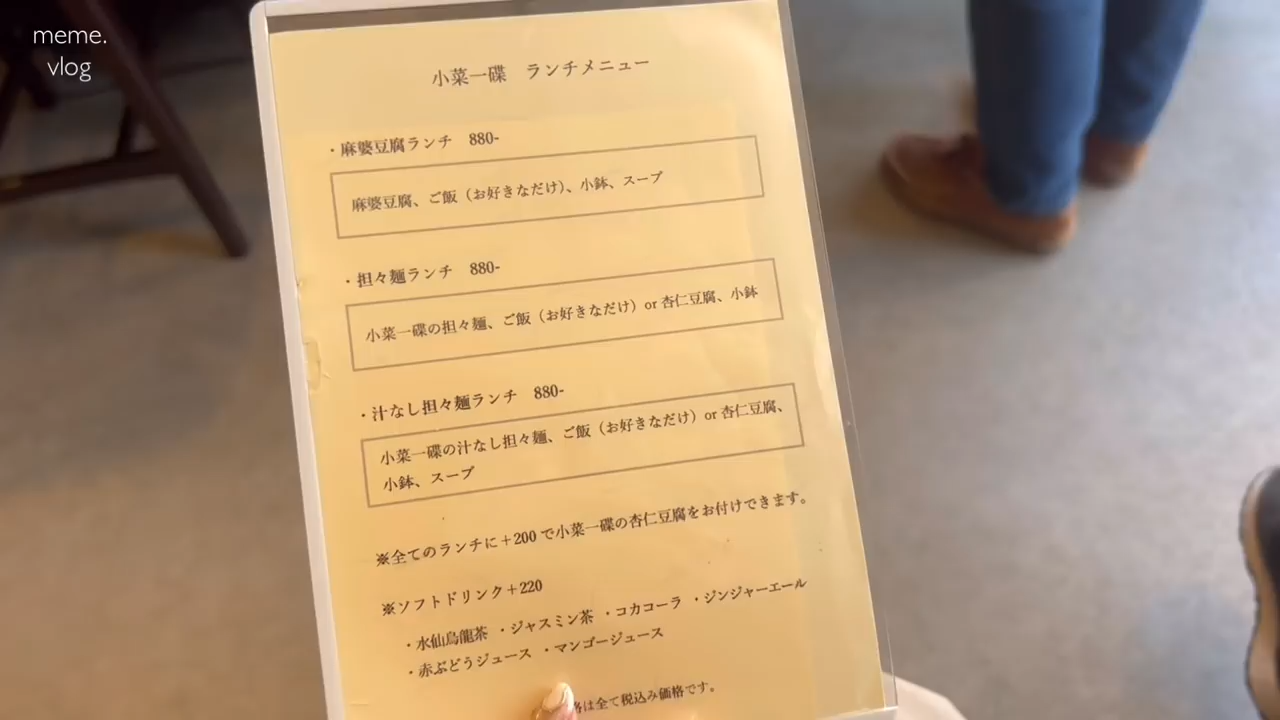 meme.
vlog
小菜一碟　ランチメニュー
・麻婆豆腐ランチ　880-
麻婆豆腐、ご飯（お好きなだけ）、小鉢、スープ
・担々麺ランチ　880-
小菜一碟の担々麺、ご飯（お好きなだけ）or 杏仁豆腐、小鉢
・汁なし担々麺ランチ　880-
小菜一碟の汁なし担々麺、ご飯（お好きなだけ）or 杏仁豆腐、
小鉢、スープ
※全てのランチに＋200 で小菜一碟の杏仁豆腐をお付けできます。
※ソフトドリンク＋220
・水仙烏龍茶 ・ジャスミン茶 ・コカコーラ ・ジンジャーエール
・赤ぶどうジュース ・マンゴージュース
格は全て税込み価格です。